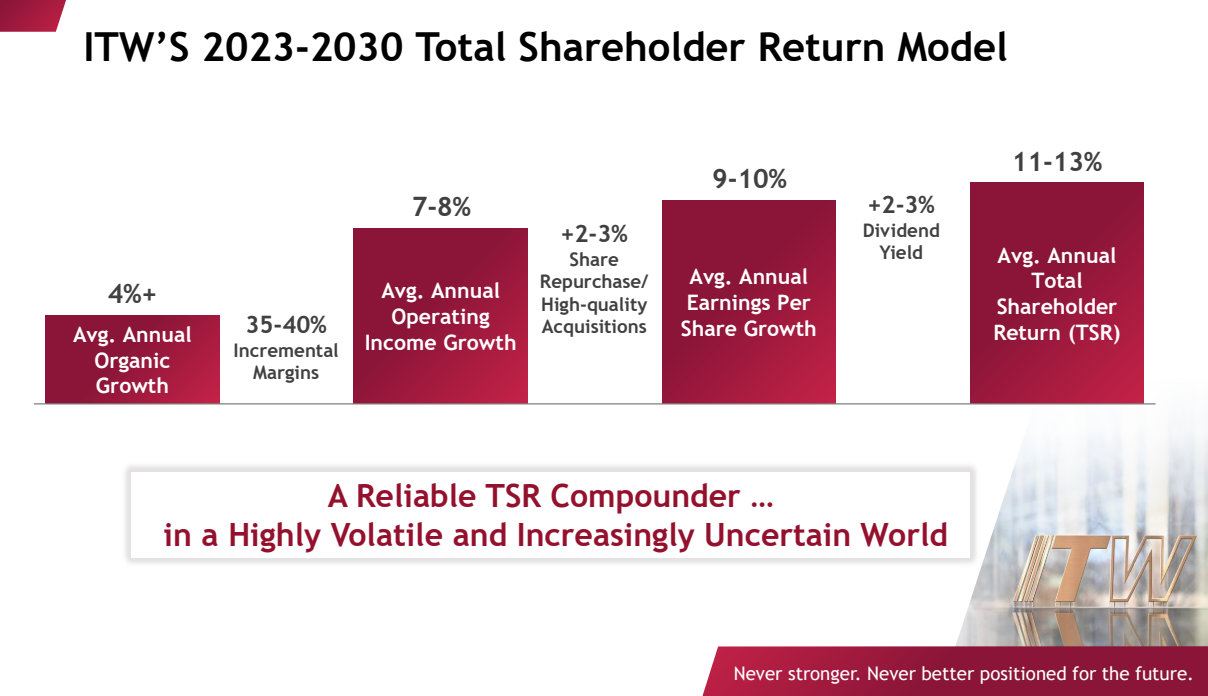 ITW’S 2023-2030 Total Shareholder Return Model
4%+
Avg. Annual
Organic
Growth
35-40%
Incremental
Margins
7-8%
Avg. Annual
Operating
Income Growth
+2-3%
Share
Repurchase/
High-quality
Acquisitions
9-10%
Avg. Annual
Earnings Per
Share Growth
+2-3%
Dividend
Yield
11-13%
Avg. Annual
Total
Shareholder
Return (TSR)
A Reliable TSR Compounder …
in a Highly Volatile and Increasingly Uncertain World
ITW
Never stronger. Never better positioned for the future.